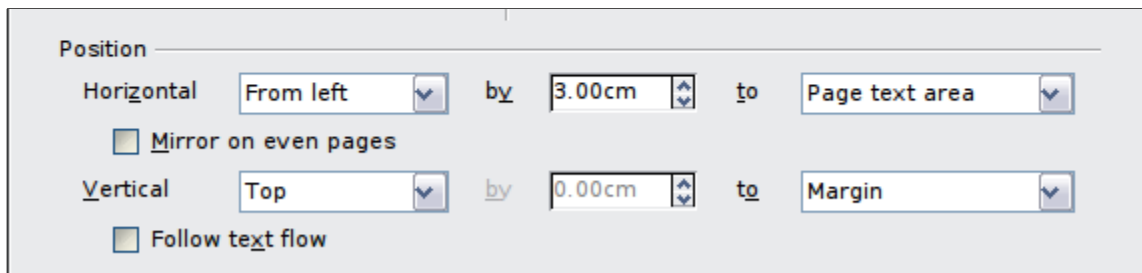 Position
Horizontal From left by 3.00cm to Page text area
Mirror on even pages
Vertical Top by 0.00cm to Margin
Follow text flow